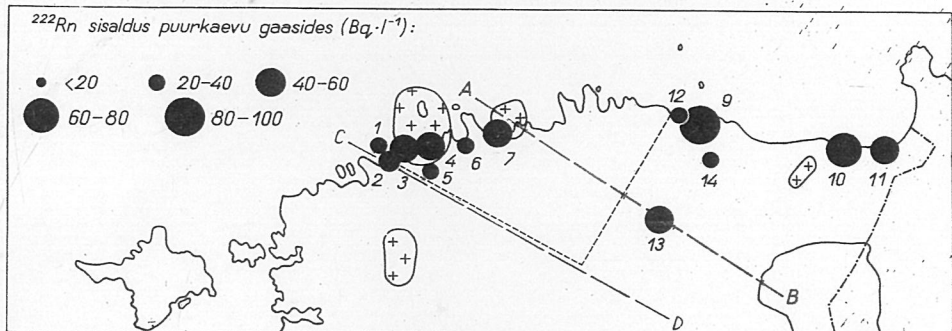 ²²²Rn sisaldus puurkaevu gaasides (Bq·l⁻¹):
<20 20-40 40-60
60-80 80-100
A 12 9
C 1 4 6 7
2 3 5 14 10 11
13
B
D